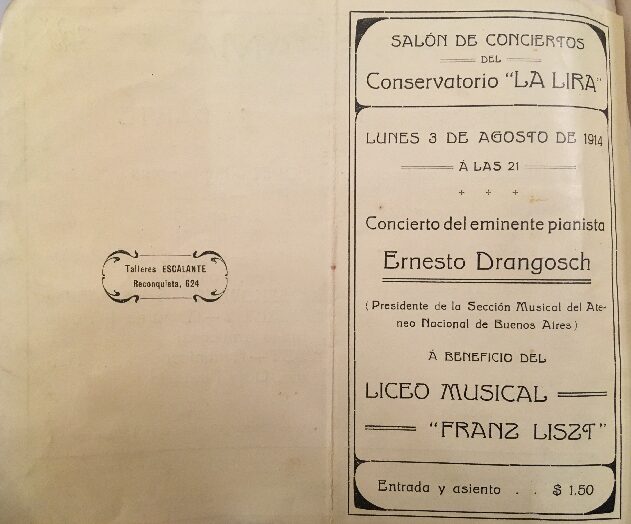 Talleres ESCALANTE
Reconquista, 624
SALÓN DE CONCIERTOS
DEL
Conservatorio "LA LIRA"
LUNES 3 DE AGOSTO DE 1914
Á LAS 21
Concierto del eminente pianista
Ernesto Drangosch
(Presidente de la Sección Musical del Ate-
neo Nacional de Buenos Aires)
Á BENEFICIO DEL
LICEO MUSICAL
"FRANZ LISZT"
Entrada y asiento . . $ 1.50